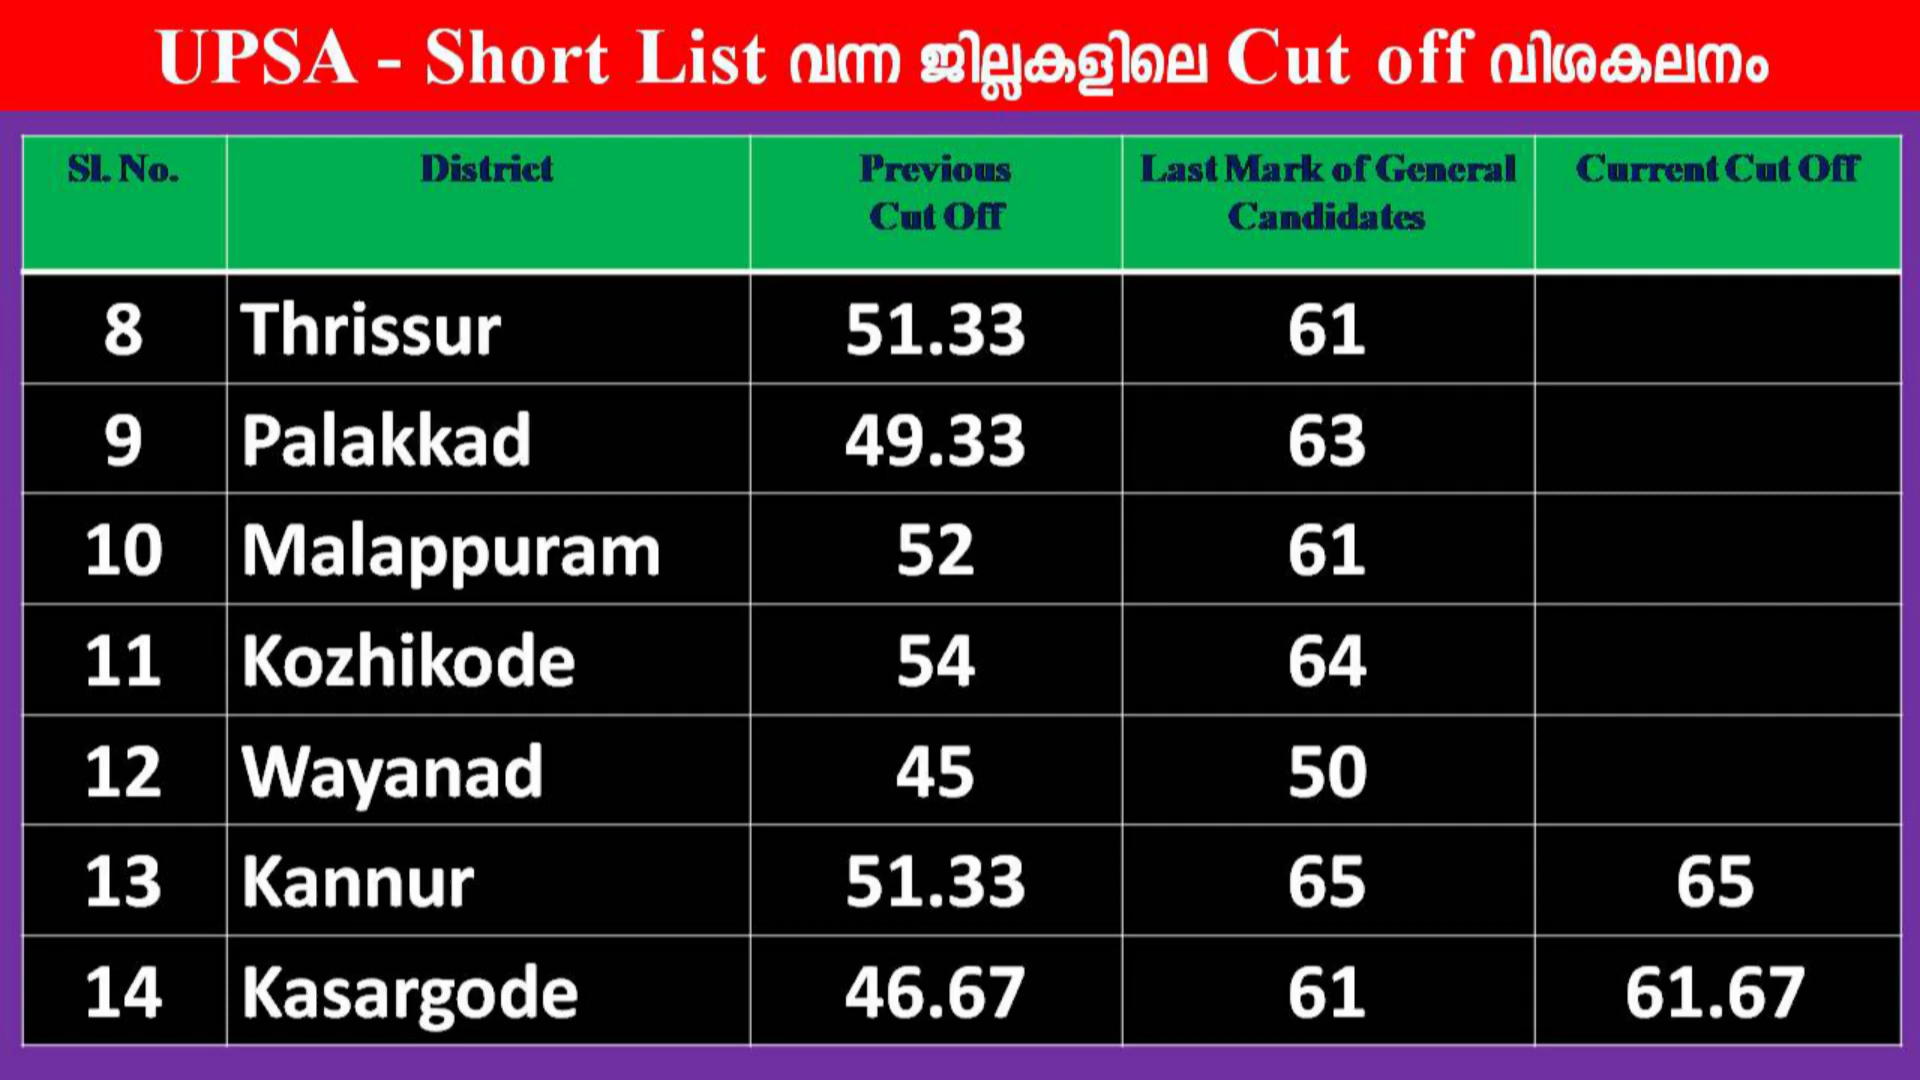 UPSA - Short List വന്ന ജില്ലകളിലെ Cut off വിശകലനം
Sl. No. District Previous Cut Off Last Mark of General Candidates Current Cut Off
8 Thrissur 51.33 61
9 Palakkad 49.33 63
10 Malappuram 52 61
11 Kozhikode 54 64
12 Wayanad 45 50
13 Kannur 51.33 65 65
14 Kasargode 46.67 61 61.67